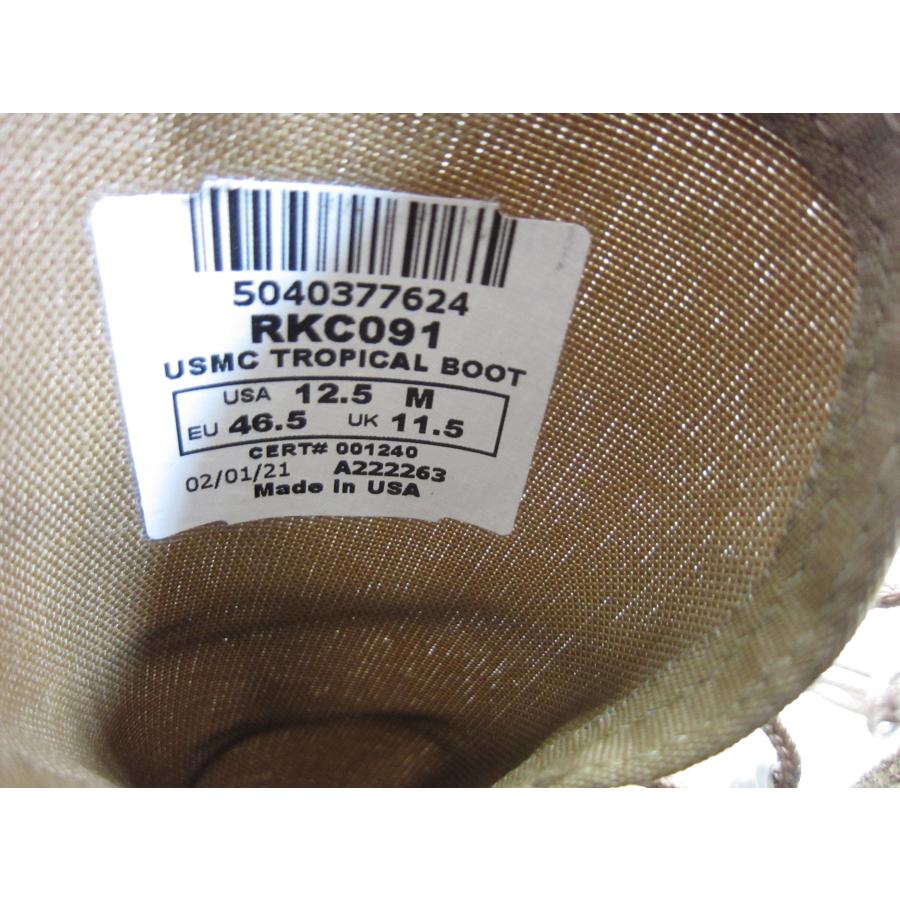 5040377624
RKC091
USMC TROPICAL BOOT
USA 12.5 M
EU 46.5 UK 11.5
CERT# 001240
02/01/21 A222263
Made in USA